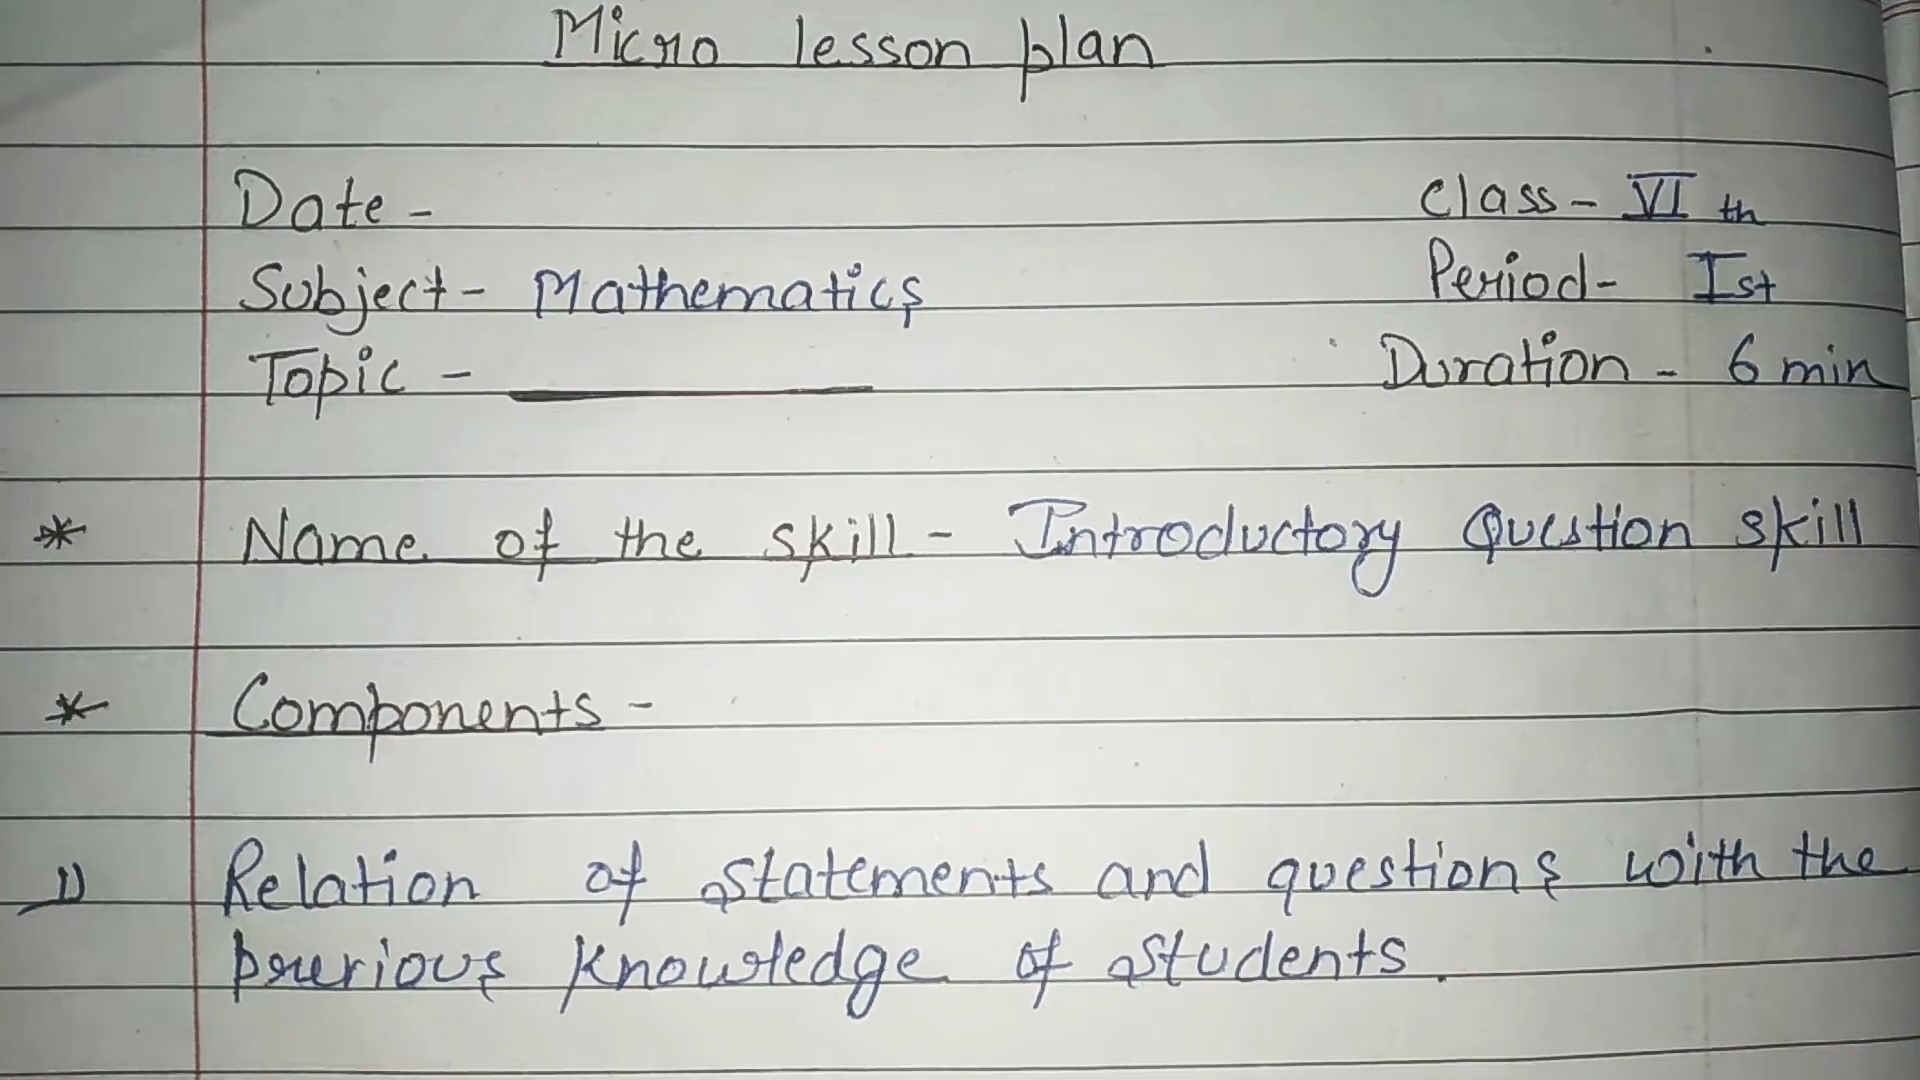 Micro lesson plan
Date -
Class - VI th
Subject - Mathematics
Period - Ist
Topic -
Duration - 6 min
* Name of the skill - Introductory Question skill
* Components -
1) Relation of statements and questions with the
previous knowledge of students.